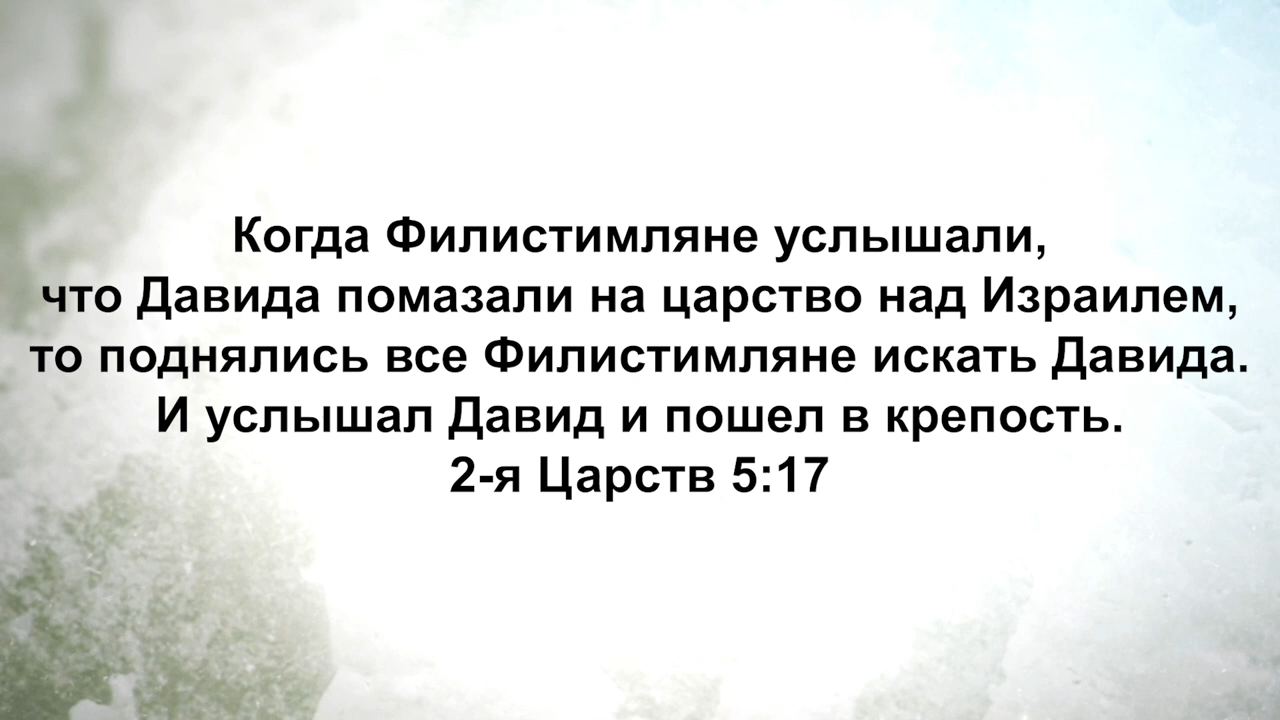 Когда Филистимляне услышали,
что Давида помазали на царство над Израилем,
то поднялись все Филистимляне искать Давида.
И услышал Давид и пошел в крепость.
2-я Царств 5:17